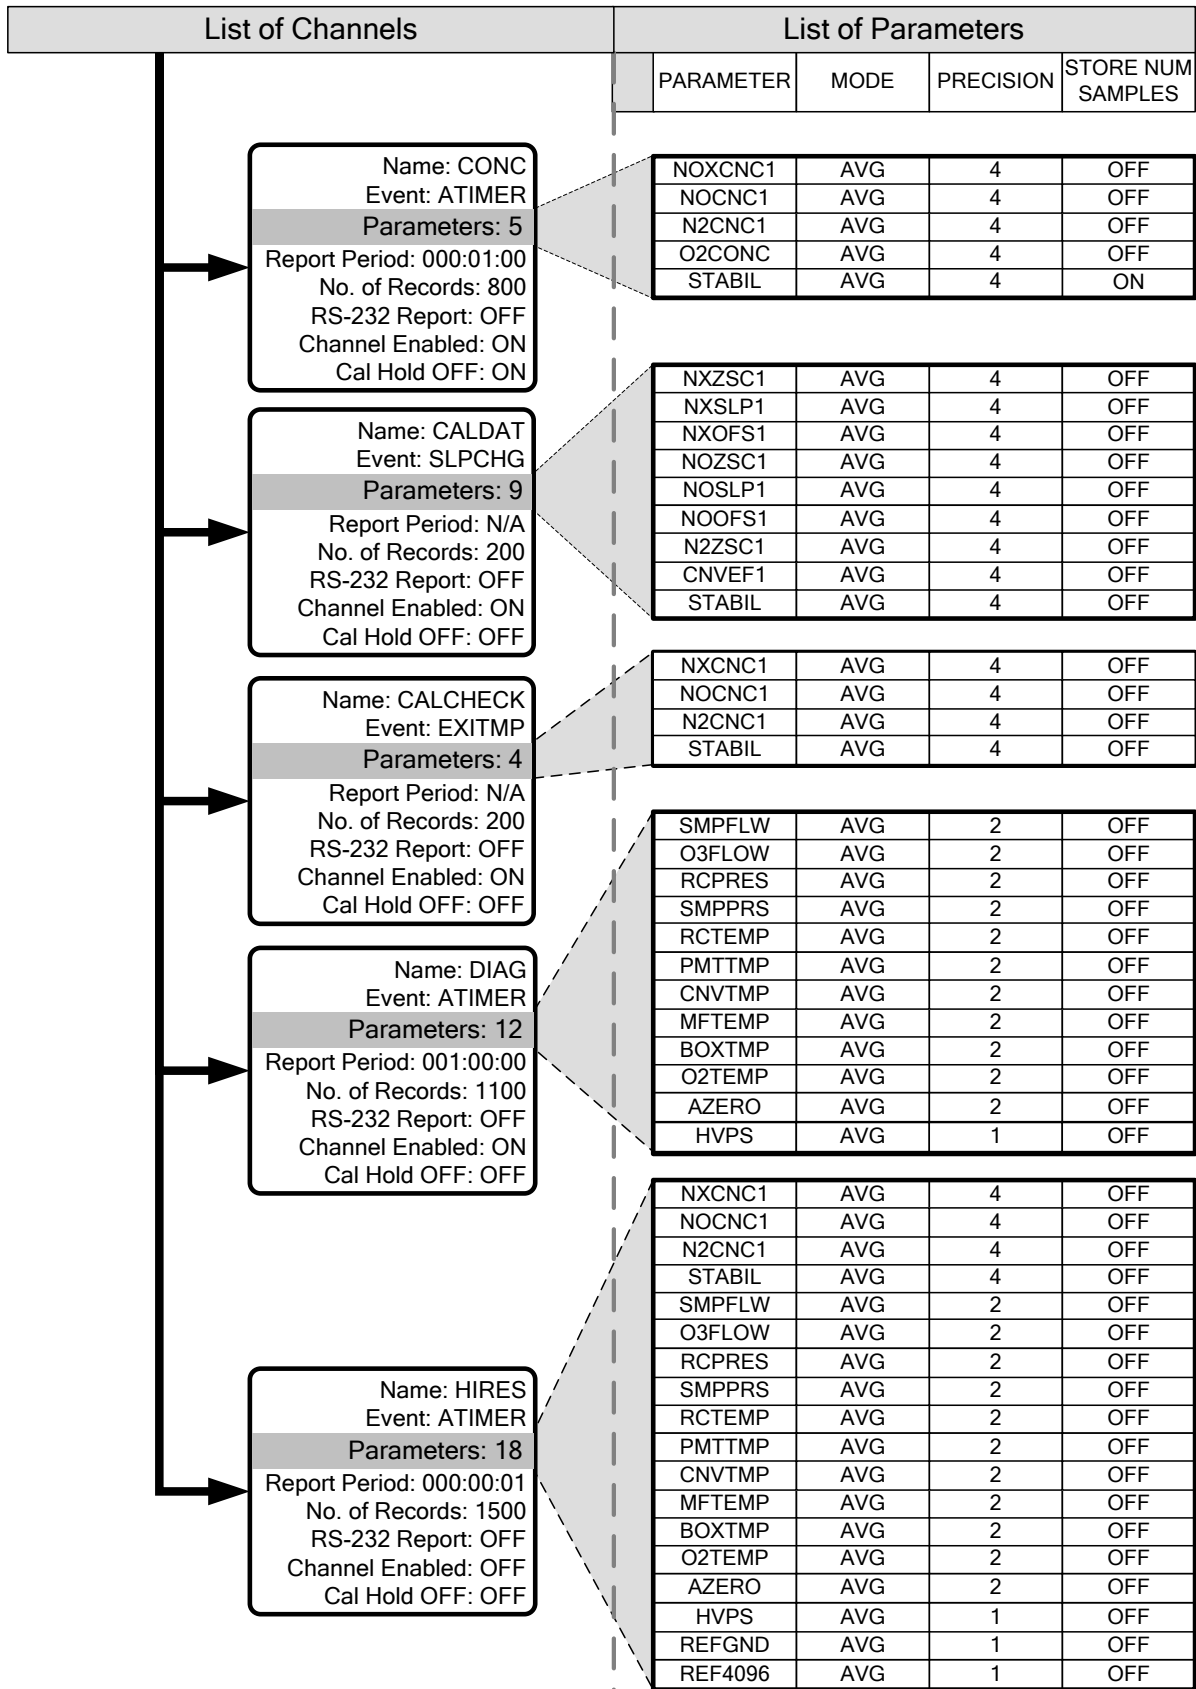 List of Channels
List of Parameters
PARAMETER MODE PRECISION STORE NUM SAMPLES
Name: CONC
Event: ATIMER
Parameters: 5
Report Period: 000:01:00
No. of Records: 800
RS-232 Report: OFF
Channel Enabled: ON
Cal Hold OFF: ON
NOXCNC1 AVG 4 OFF
NOCNC1 AVG 4 OFF
N2CNC1 AVG 4 OFF
O2CONC AVG 4 OFF
STABIL AVG 4 ON
Name: CALDAT
Event: SLPCHG
Parameters: 9
Report Period: N/A
No. of Records: 200
RS-232 Report: OFF
Channel Enabled: ON
Cal Hold OFF: OFF
NXZSC1 AVG 4 OFF
NXSLP1 AVG 4 OFF
NXOFS1 AVG 4 OFF
NOZSC1 AVG 4 OFF
NOSLP1 AVG 4 OFF
NOOFS1 AVG 4 OFF
N2ZSC1 AVG 4 OFF
CNVEF1 AVG 4 OFF
STABIL AVG 4 OFF
Name: CALCHECK
Event: EXITMP
Parameters: 4
Report Period: N/A
No. of Records: 200
RS-232 Report: OFF
Channel Enabled: ON
Cal Hold OFF: OFF
NXCNC1 AVG 4 OFF
NOCNC1 AVG 4 OFF
N2CNC1 AVG 4 OFF
STABIL AVG 4 OFF
Name: DIAG
Event: ATIMER
Parameters: 12
Report Period: 001:00:00
No. of Records: 1100
RS-232 Report: OFF
Channel Enabled: ON
Cal Hold OFF: OFF
SMPFLW AVG 2 OFF
O3FLOW AVG 2 OFF
RCPRES AVG 2 OFF
SMPPRS AVG 2 OFF
RCTEMP AVG 2 OFF
PMTTMP AVG 2 OFF
CNVTMP AVG 2 OFF
MFTEMP AVG 2 OFF
BOXTMP AVG 2 OFF
O2TEMP AVG 2 OFF
AZERO AVG 2 OFF
HVPS AVG 1 OFF
Name: HIRES
Event: ATIMER
Parameters: 18
Report Period: 000:00:01
No. of Records: 1500
RS-232 Report: OFF
Channel Enabled: OFF
Cal Hold OFF: OFF
NXCNC1 AVG 4 OFF
NOCNC1 AVG 4 OFF
N2CNC1 AVG 4 OFF
STABIL AVG 4 OFF
SMPFLW AVG 2 OFF
O3FLOW AVG 2 OFF
RCPRES AVG 2 OFF
SMPPRS AVG 2 OFF
RCTEMP AVG 2 OFF
PMTTMP AVG 2 OFF
CNVTMP AVG 2 OFF
MFTEMP AVG 2 OFF
BOXTMP AVG 2 OFF
O2TEMP AVG 2 OFF
AZERO AVG 2 OFF
HVPS AVG 1 OFF
REFGND AVG 1 OFF
REF4096 AVG 1 OFF